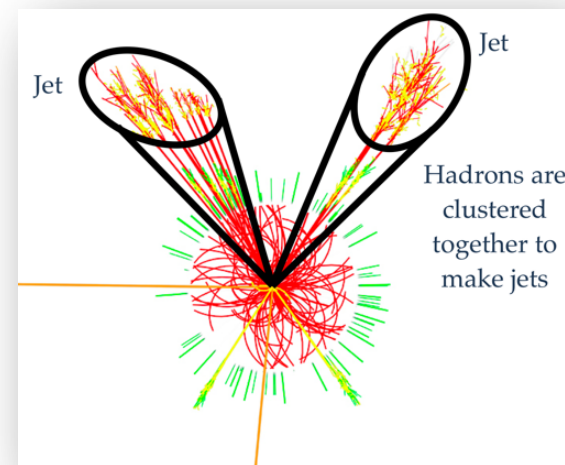 Jet
Jet
Hadrons are
clustered
together to
make jets